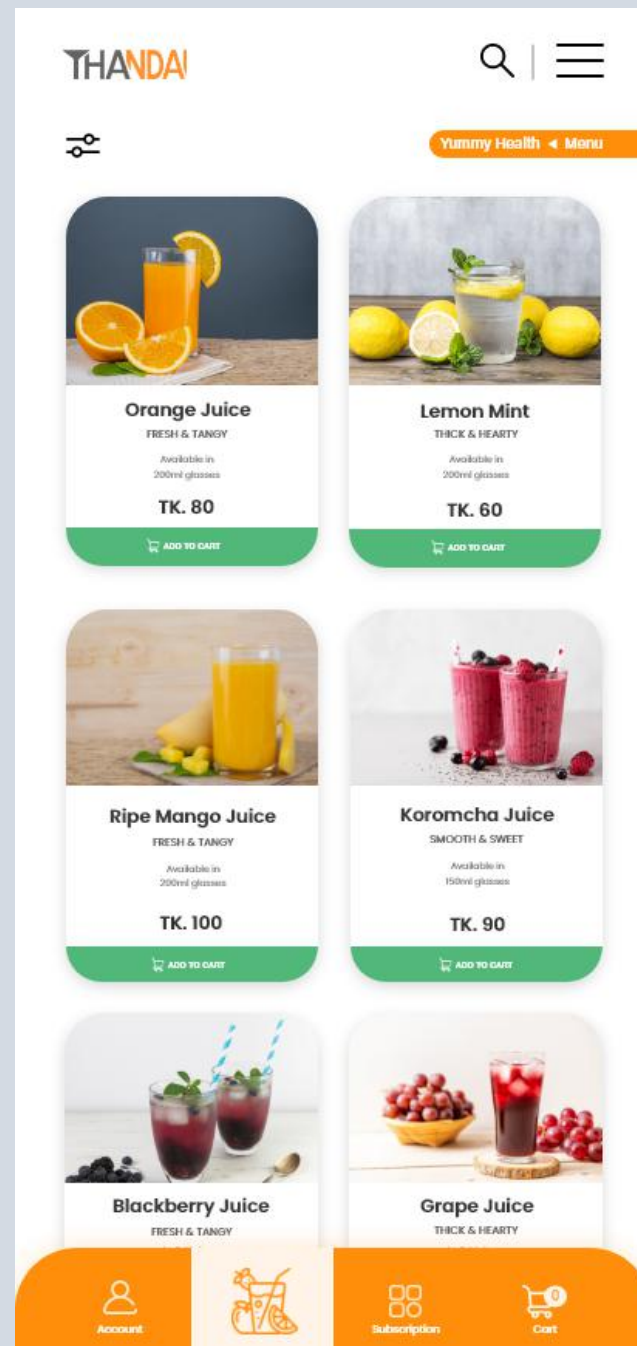 THANDAI
Yummy Health ◄ Menu
Orange Juice
FRESH & TANGY
Available in
200ml glasses
TK. 80
ADD TO CART
Lemon Mint
THICK & HEARTY
Available in
200ml glasses
TK. 60
ADD TO CART
Ripe Mango Juice
FRESH & TANGY
Available in
200ml glasses
TK. 100
ADD TO CART
Koromcha Juice
SMOOTH & SWEET
Available in
150ml glasses
TK. 90
ADD TO CART
Blackberry Juice
FRESH & TANGY
Grape Juice
THICK & HEARTY
Account
Subscription
0
Cart